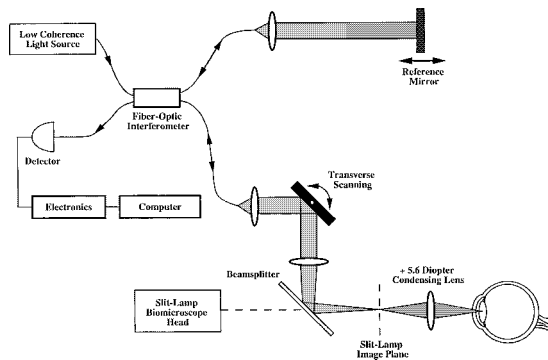 Low Coherence
Light Source
Reference
Mirror
Fiber-Optic
Interferometer
Detector
Transverse
Scanning
Electronics
Computer
+ 5.6 Diopter
Condensing Lens
Beamsplitter
Slit-Lamp
Biomicroscope
Head
Slit-Lamp
Image Plane